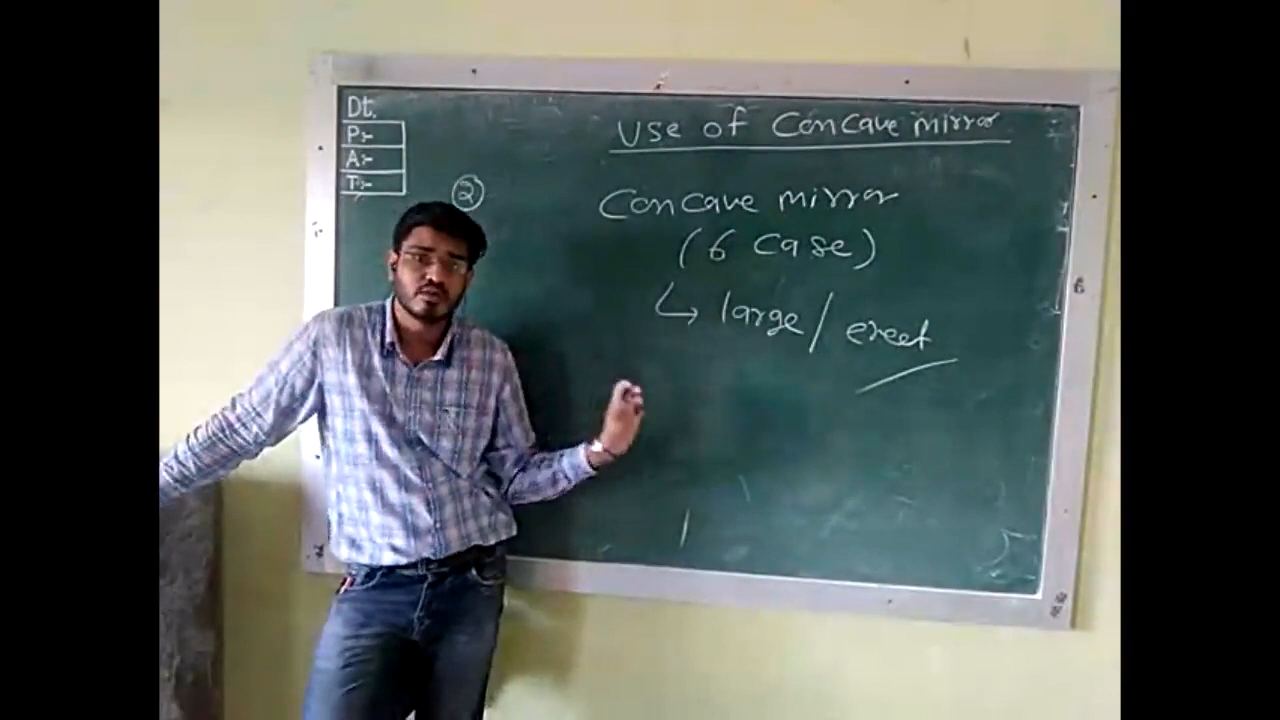 Dt.
P:-
A:-
T:-
2
Use of Concave mirror
Concave mirror
(6 Case)
↳ large/ erect